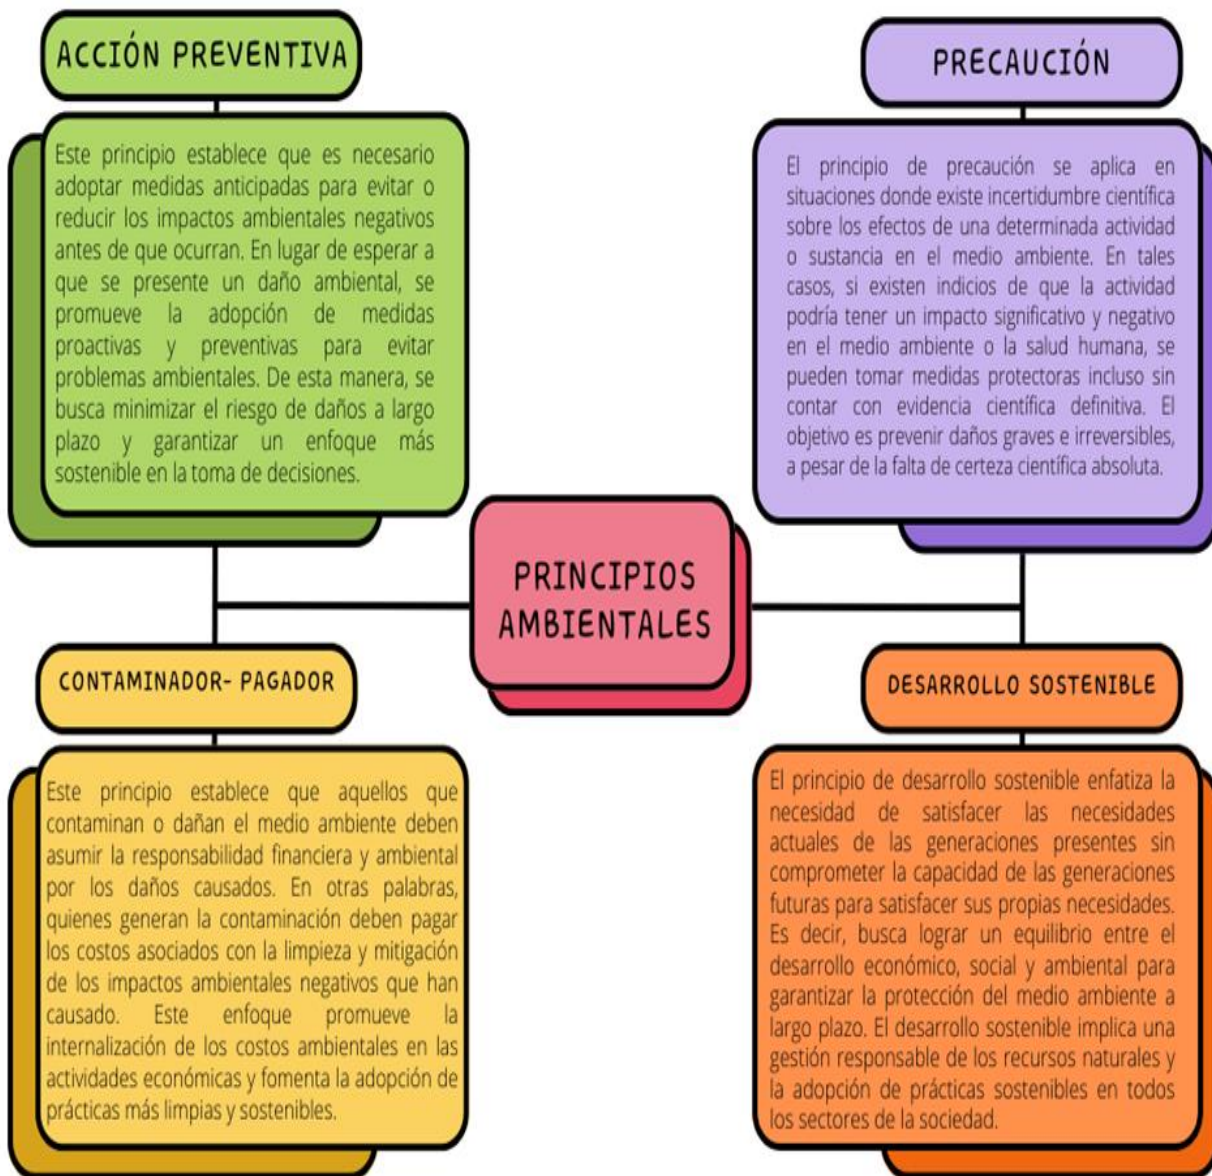 ACCIÓN PREVENTIVA
Este principio establece que es necesario
adoptar medidas anticipadas para evitar o
reducir los impactos ambientales negativos
antes de que ocurran. En lugar de esperar a
que se presente un daño ambiental, se
promueve la adopción de medidas
proactivas y preventivas para evitar
problemas ambientales. De esta manera, se
busca minimizar el riesgo de daños a largo
plazo y garantizar un enfoque más
sostenible en la toma de decisiones.
PRECAUCIÓN
El principio de precaución se aplica en
situaciones donde existe incertidumbre científica
sobre los efectos de una determinada actividad
o sustancia en el medio ambiente. En tales
casos, si existen indicios de que la actividad
podría tener un impacto significativo y negativo
en el medio ambiente o la salud humana, se
pueden tomar medidas protectoras incluso sin
contar con evidencia científica definitiva. El
objetivo es prevenir daños graves e irreversibles,
a pesar de la falta de certeza científica absoluta.
PRINCIPIOS
AMBIENTALES
CONTAMINADOR- PAGADOR
Este principio establece que aquellos que
contaminan o dañan el medio ambiente deben
asumir la responsabilidad financiera y ambiental
por los daños causados. En otras palabras,
quienes generan la contaminación deben pagar
los costos asociados con la limpieza y mitigación
de los impactos ambientales negativos que han
causado. Este enfoque promueve la
internalización de los costos ambientales en las
actividades económicas y fomenta la adopción de
prácticas más limpias y sostenibles.
DESARROLLO SOSTENIBLE
El principio de desarrollo sostenible enfatiza la
necesidad de satisfacer las necesidades
actuales de las generaciones presentes sin
comprometer la capacidad de las generaciones
futuras para satisfacer sus propias necesidades.
Es decir, busca lograr un equilibrio entre el
desarrollo económico, social y ambiental para
garantizar la protección del medio ambiente a
largo plazo. El desarrollo sostenible implica una
gestión responsable de los recursos naturales y
la adopción de prácticas sostenibles en todos
los sectores de la sociedad.